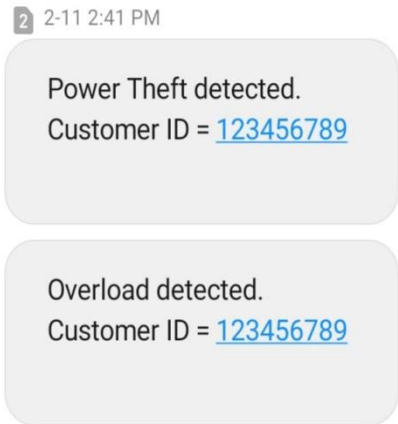 2 2-11 2:41 PM
Power Theft detected.
Customer ID = 123456789
Overload detected.
Customer ID = 123456789